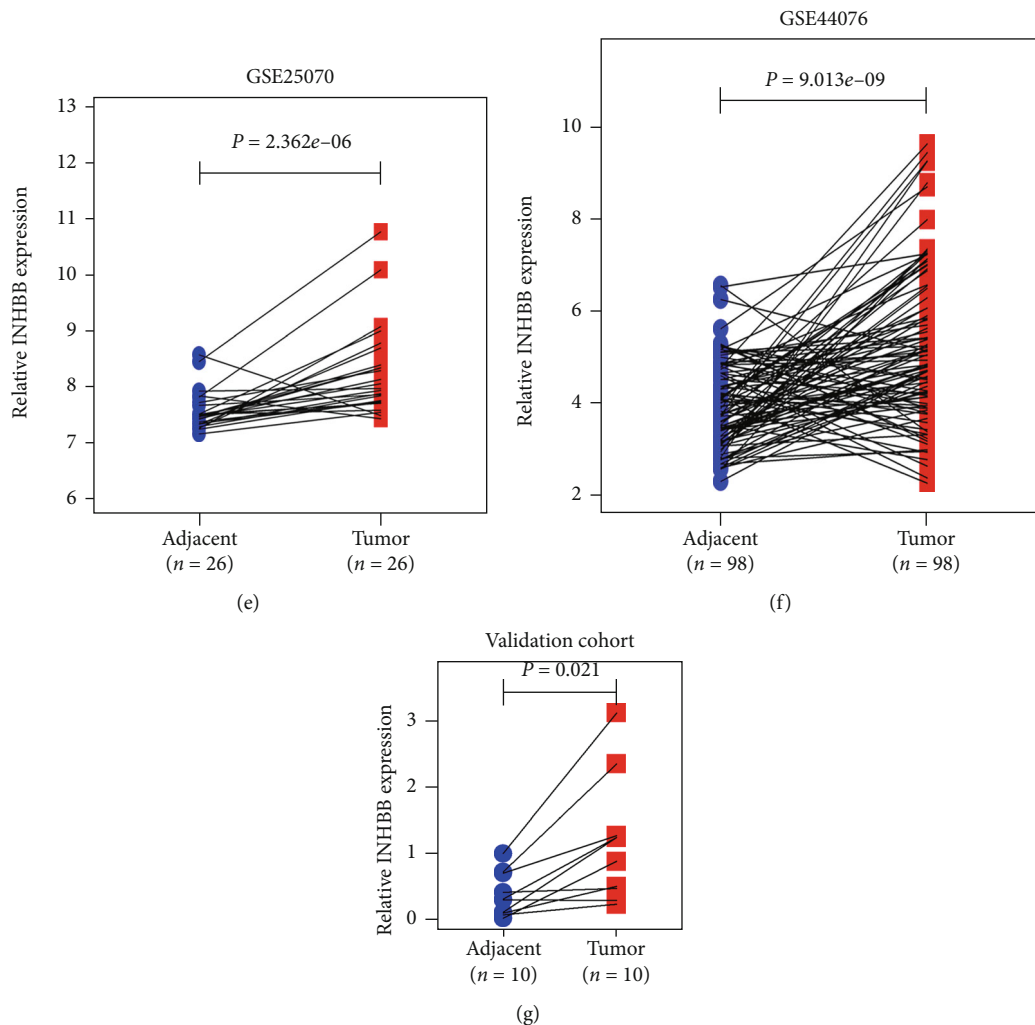 GSE25070
P = 2.362e–06
Relative INHBB expression
13
12
11
10
9
8
7
6
Adjacent
(n = 26)
Tumor
(n = 26)
(e)
GSE44076
P = 9.013e–09
Relative INHBB expression
10
8
6
4
2
Adjacent
(n = 98)
Tumor
(n = 98)
(f)
Validation cohort
P = 0.021
Relative INHBB expression
3
2
1
0
Adjacent
(n = 10)
Tumor
(n = 10)
(g)